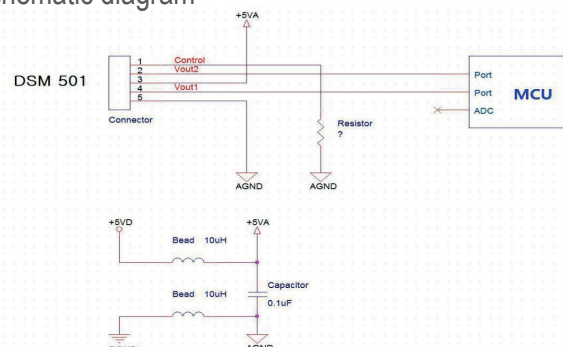 schematic diagram
+5VA
DSM 501
1 Control
2 Vout2
3
4 Vout1
5
Connector
Port
Port
ADC
MCU
Resistor
?
AGND
AGND
+5VD
+5VA
Bead 10uH
Capacitor
0.1uF
Bead 10uH
AGND